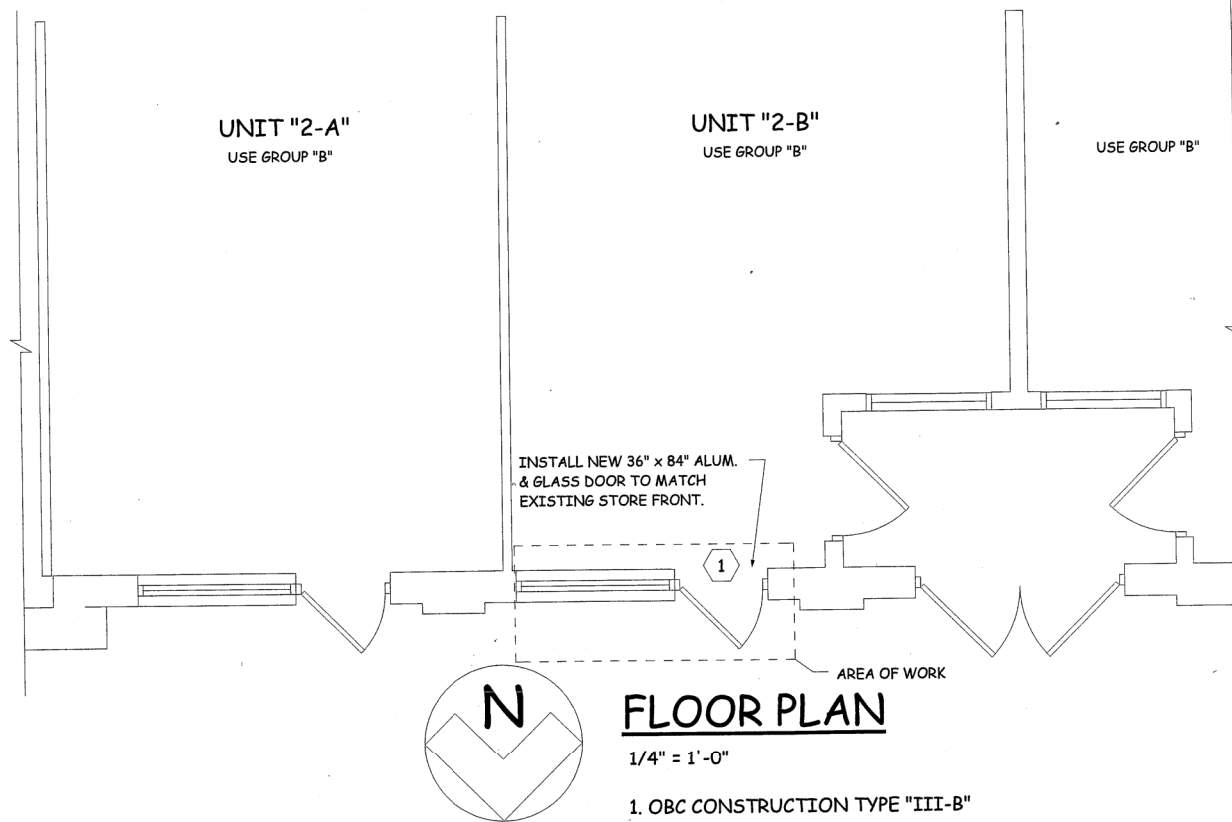 UNIT "2-A"
USE GROUP "B"
UNIT "2-B"
USE GROUP "B"
USE GROUP "B"
INSTALL NEW 36" x 84" ALUM.
& GLASS DOOR TO MATCH
EXISTING STORE FRONT.
1
AREA OF WORK
N
FLOOR PLAN
1/4" = 1'-0"
1. OBC CONSTRUCTION TYPE "III-B"